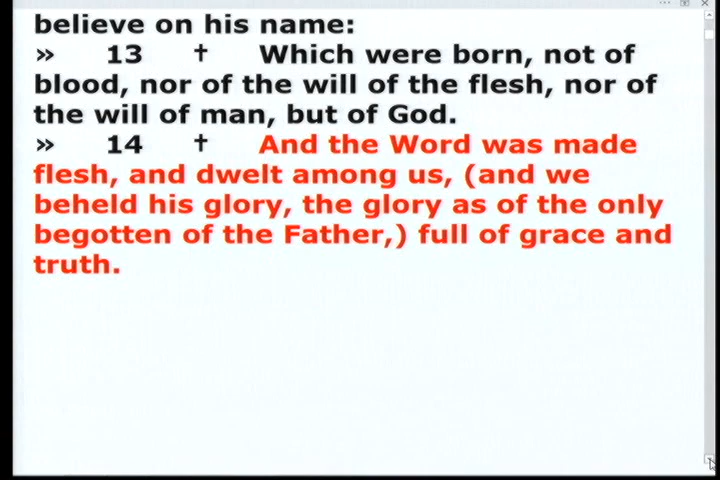 believe on his name:
» 13 † Which were born, not of
blood, nor of the will of the flesh, nor of
the will of man, but of God.
» 14 † And the Word was made
flesh, and dwelt among us, (and we
beheld his glory, the glory as of the only
begotten of the Father,) full of grace and
truth.